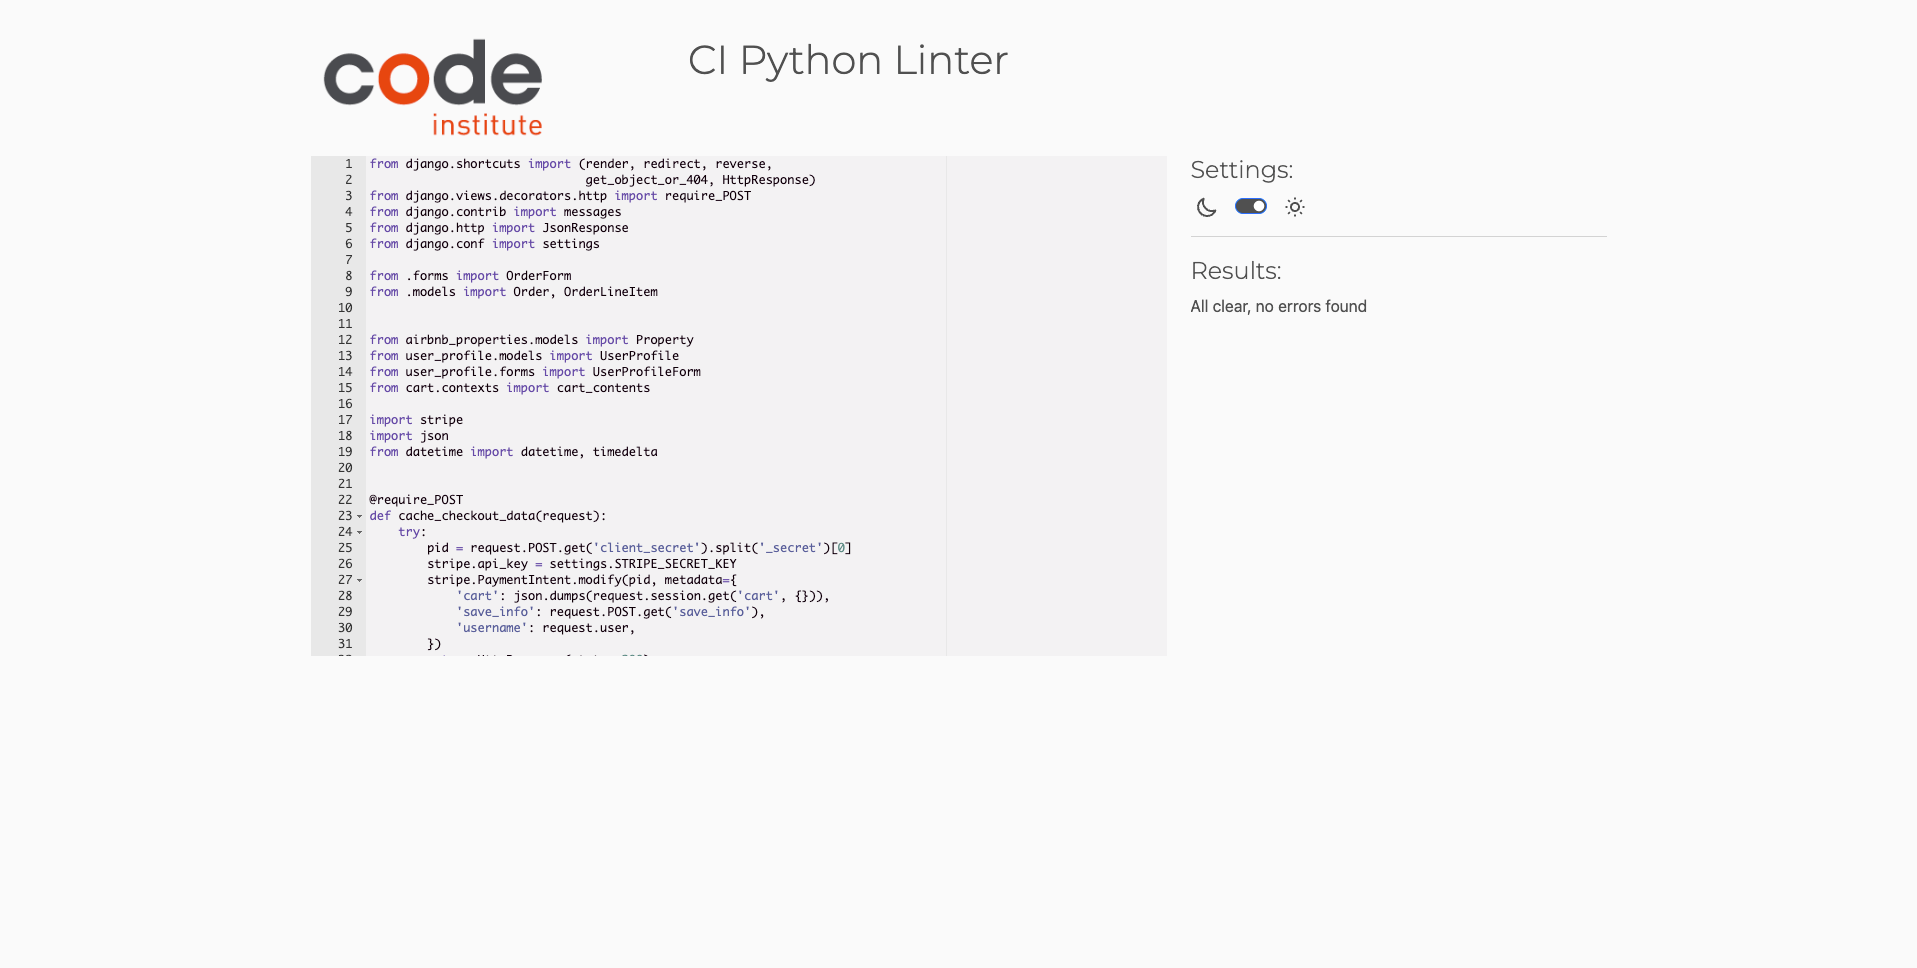 code
institute
CI Python Linter
1 from django.shortcuts import (render, redirect, reverse,
2                               get_object_or_404, HttpResponse)
3 from django.views.decorators.http import require_POST
4 from django.contrib import messages
5 from django.http import JsonResponse
6 from django.conf import settings
7
8 from .forms import OrderForm
9 from .models import Order, OrderLineItem
10
11
12 from airbnb_properties.models import Property
13 from user_profile.models import UserProfile
14 from user_profile.forms import UserProfileForm
15 from cart.contexts import cart_contents
16
17 import stripe
18 import json
19 from datetime import datetime, timedelta
20
21
22 @require_POST
23 def cache_checkout_data(request):
24     try:
25         pid = request.POST.get('client_secret').split('_secret')[0]
26         stripe.api_key = settings.STRIPE_SECRET_KEY
27         stripe.PaymentIntent.modify(pid, metadata={
28             'cart': json.dumps(request.session.get('cart', {})),
29             'save_info': request.POST.get('save_info'),
30             'username': request.user,
31         })
Settings:
Results:
All clear, no errors found